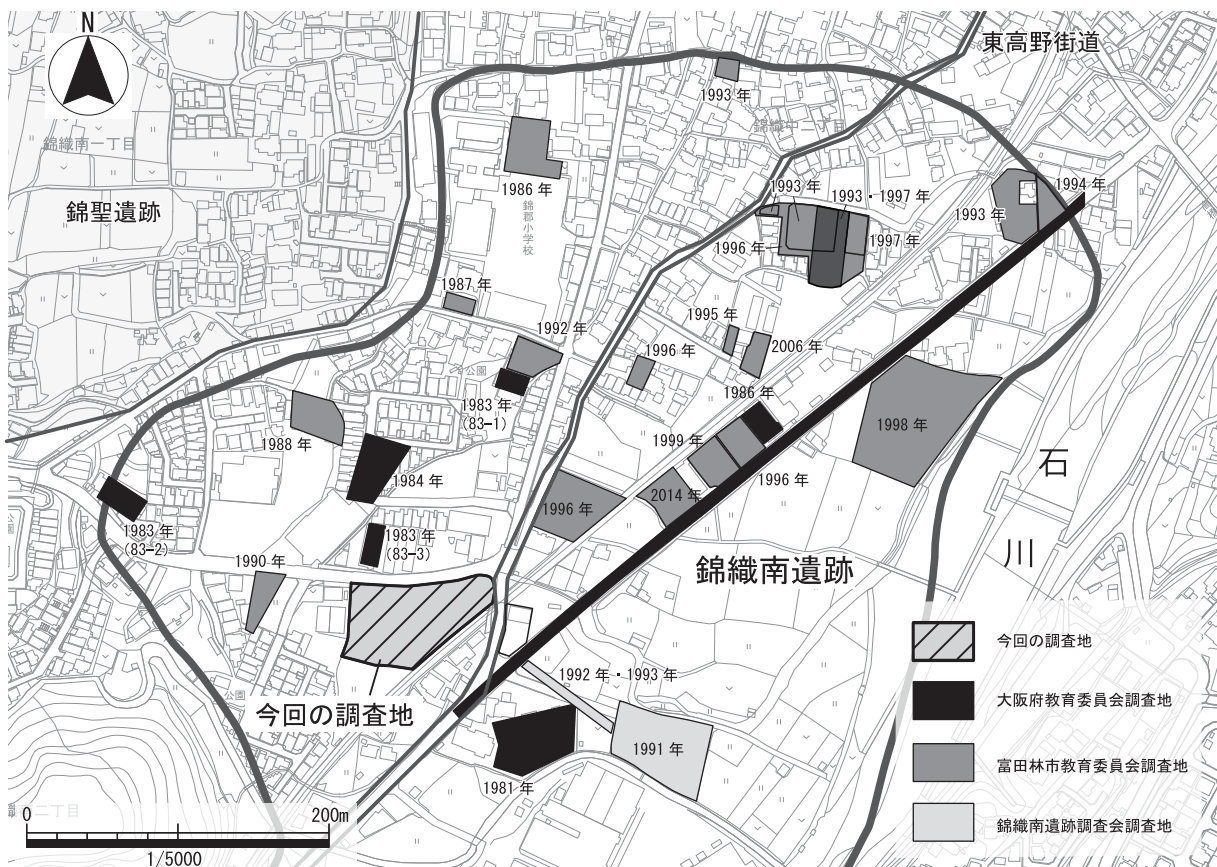 N
東高野街道
1993 年
錦織中二丁目
錦織南一丁目
1986 年
錦郡小学校
錦聖遺跡
1993 年
1993・1997 年
1994 年
1993 年
1996 年
1997 年
1987 年
1992 年
1995 年
2006 年
1996 年
公園
1983 年
(83-1)
1986 年
1988 年
1999 年
1998 年
石
川
1984 年
1996 年
2014 年
1996 年
1983 年
(83-2)
1983 年
(83-3)
公園
1990 年
錦織南遺跡
今回の調査地
1992 年・1993 年
公園
今回の調査地
大阪府教育委員会調査地
1991 年
1981 年
富田林市教育委員会調査地
錦織南遺跡調査会調査地
二丁目
0
200m
1/5000